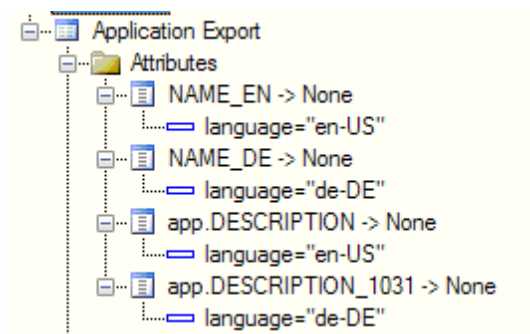 Application Export
Attributes
NAME_EN -> None
language="en-US"
NAME_DE -> None
language="de-DE"
app.DESCRIPTION -> None
language="en-US"
app.DESCRIPTION_1031 -> None
language="de-DE"